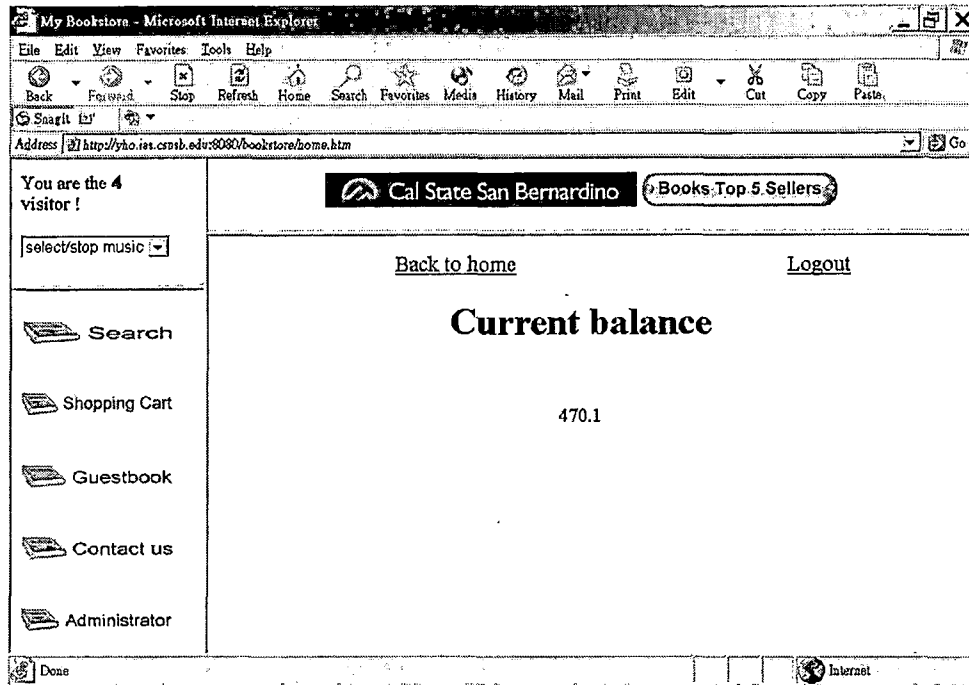 My Bookstore - Microsoft Internet Explorer
File Edit View Favorites Tools Help
Back Forward Stop Refresh Home Search Favorites Media History Mail Print Edit Cut Copy Paste
SnagIt
Address http://yho.ias.csusb.edu:8080/bookstore/home.htm Go
You are the 4
visitor !
select/stop music
Cal State San Bernardino
Books Top 5 Sellers
Back to home Logout
Current balance
470.1
Search
Shopping Cart
Guestbook
Contact us
Administrator
Done Internet